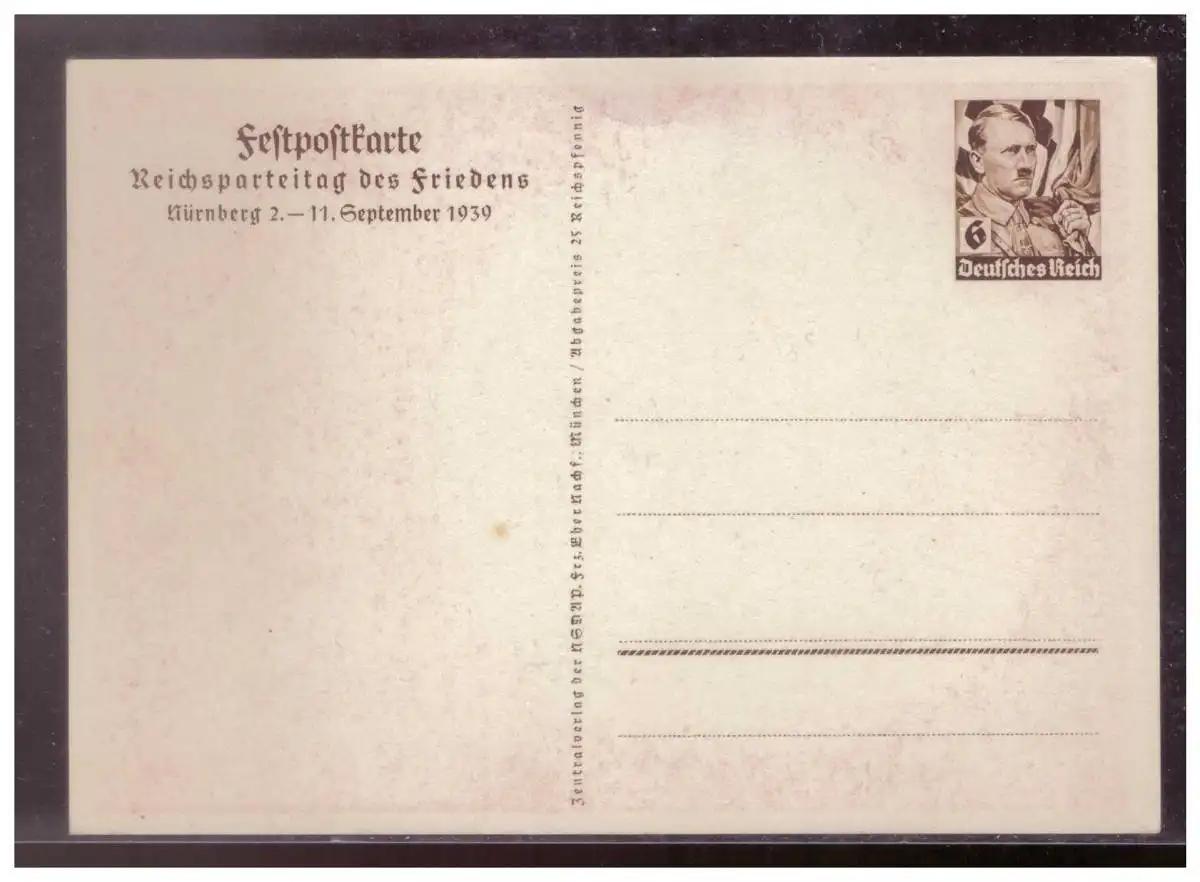 Festpostkarte
Reichsparteitag des Friedens
Nürnberg 2.—11. September 1939
Zentralverlag der NSDAP. Frz. Eher Nachf., München / Abgabepreis 25 Reichspfennig
6
Deutsches Reich